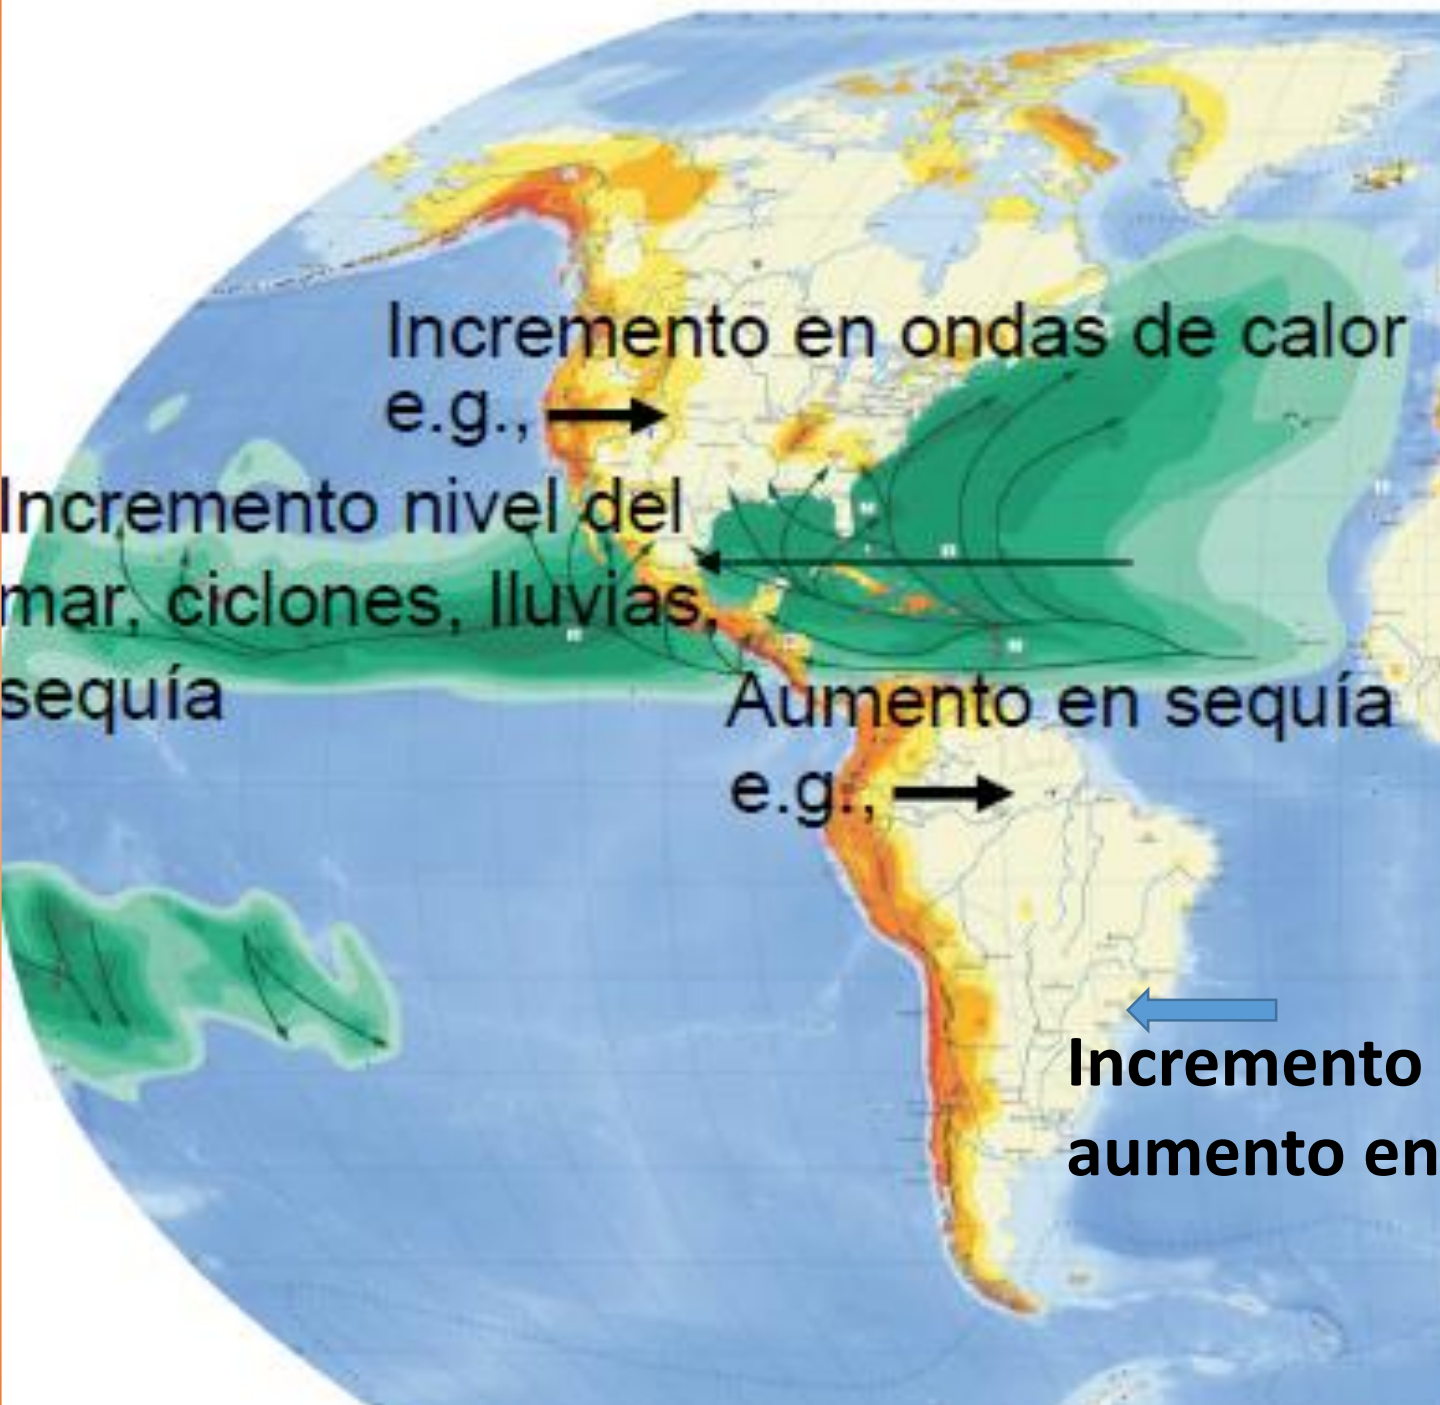 Incremento en ondas de calor
e.g.,
Incremento nivel del
mar, ciclones, lluvias,
sequía
Aumento en sequía
e.g.,
Incremento
aumento en